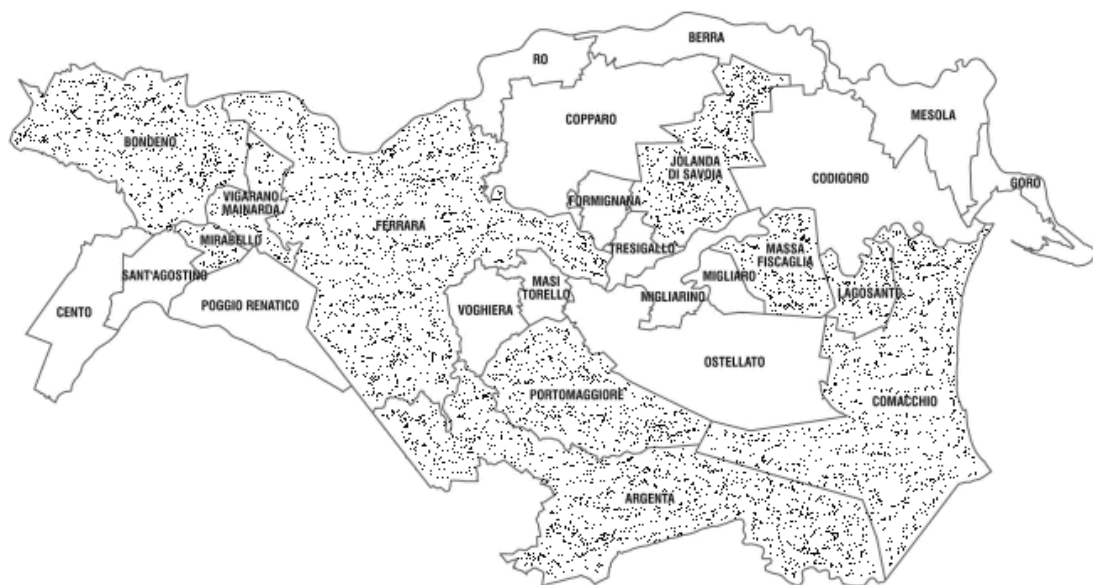 BERRA
RO
MESOLA
COPPARO
BONDENO
JOLANDA
DI SAVOIA
CODIGORO
GORO
VIGARANO
MAINARDA
FORMIGNANA
FERRARA
MIRABELLO
TRESIGALLO
MASSA
FISCAGLIA
SANT'AGOSTINO
MASI
TORELLO
MIGLIARO
CENTO
POGGIO RENATICO
VOGHIERA
MIGLIARINO
LAGOSANTO
OSTELLATO
PORTOMAGGIORE
COMACCHIO
ARGENTA